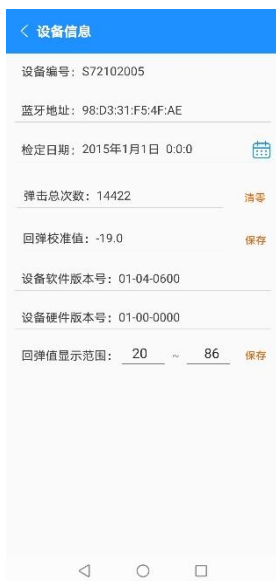 设备信息
设备编号：S72102005
蓝牙地址：98:D3:31:F5:4F:AE
检定日期：2015年1月1日 0:0:0
弹击总次数：14422 清零
回弹校准值：-19.0 保存
设备软件版本号：01-04-0600
设备硬件版本号：01-00-0000
回弹值显示范围： 20 ~ 86 保存